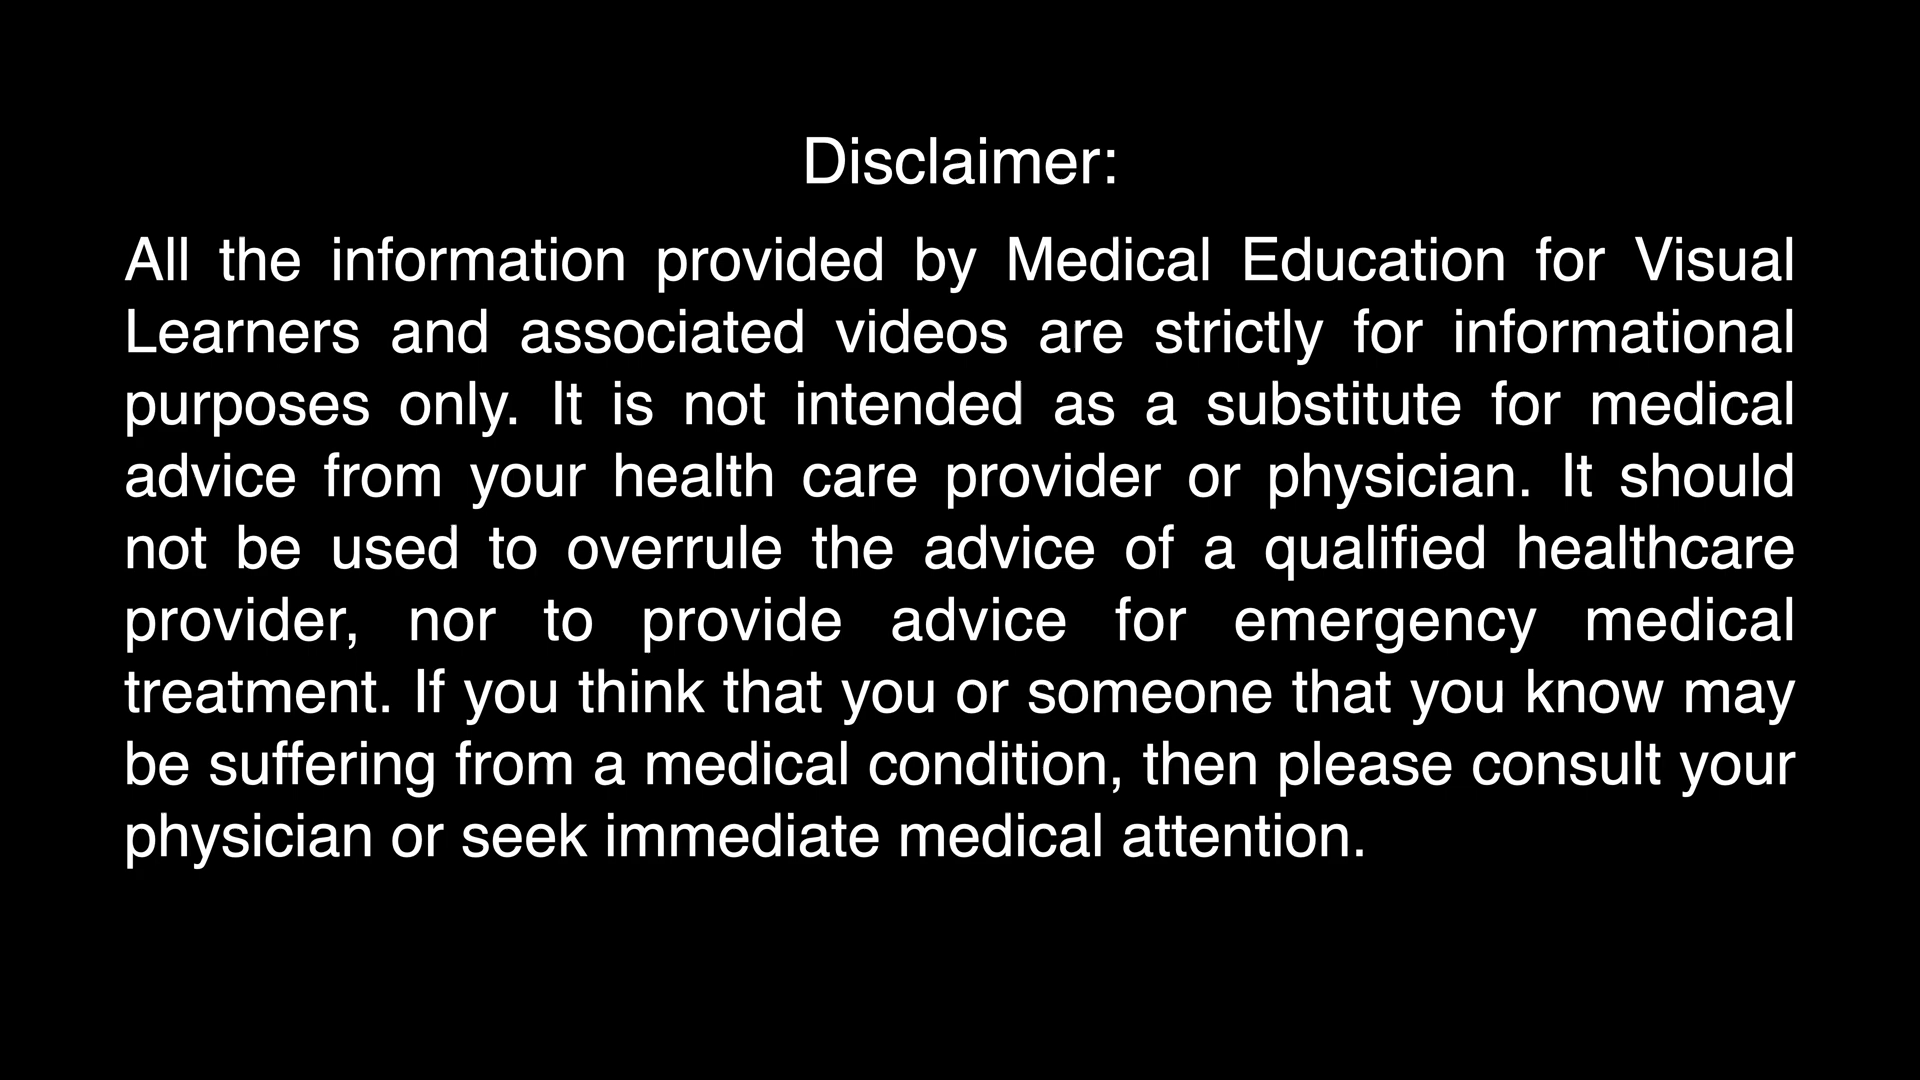 Disclaimer:
All the information provided by Medical Education for Visual
Learners and associated videos are strictly for informational
purposes only. It is not intended as a substitute for medical
advice from your health care provider or physician. It should
not be used to overrule the advice of a qualified healthcare
provider, nor to provide advice for emergency medical
treatment. If you think that you or someone that you know may
be suffering from a medical condition, then please consult your
physician or seek immediate medical attention.